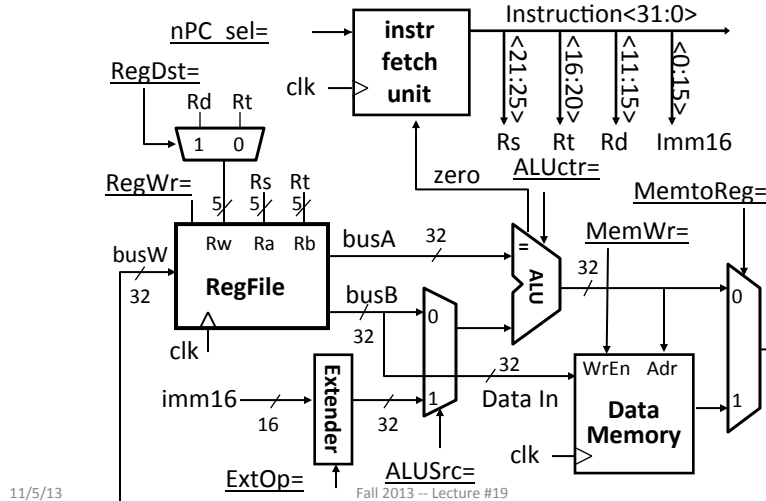 Instruction<31:0>
nPC_sel=
instr
fetch
unit
clk
<21:25>
<16:20>
<11:15>
<0:15>
Rs
Rt
Rd
Imm16
RegDst=
Rd
Rt
1
0
zero
ALUctr=
MemtoReg=
RegWr=
Rs
Rt
5
5
5
busW
32
Rw
Ra
Rb
RegFile
clk
busA
32
busB
32
=
ALU
32
MemWr=
0
1
0
1
imm16
16
Extender
32
32
Data In
WrEn
Adr
Data
Memory
clk
ExtOp=
ALUSrc=
11/5/13
Fall 2013 -- Lecture #19